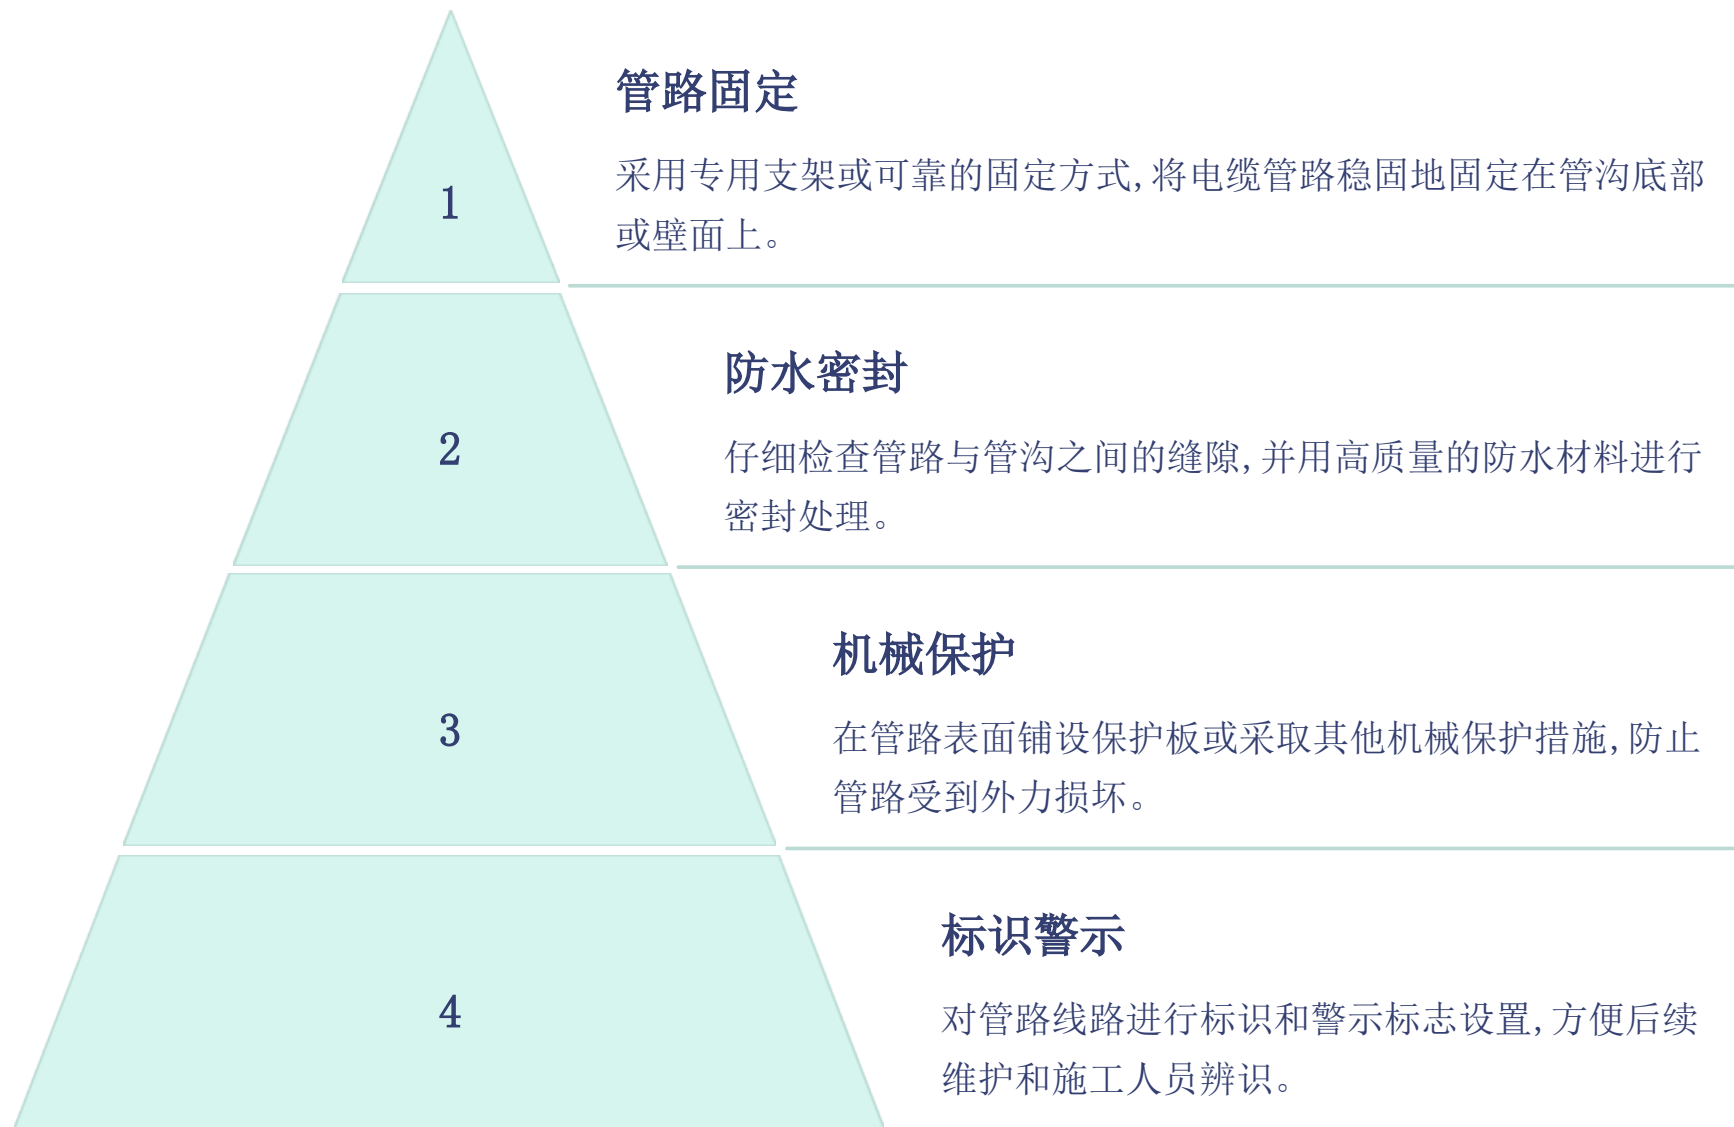 管路固定
1
采用专用支架或可靠的固定方式,将电缆管路稳固地固定在管沟底部
或壁面上。
防水密封
2
仔细检查管路与管沟之间的缝隙,并用高质量的防水材料进行
密封处理。
机械保护
3
在管路表面铺设保护板或采取其他机械保护措施,防止
管路受到外力损坏。
标识警示
4
对管路线路进行标识和警示标志设置,方便后续
维护和施工人员辨识。